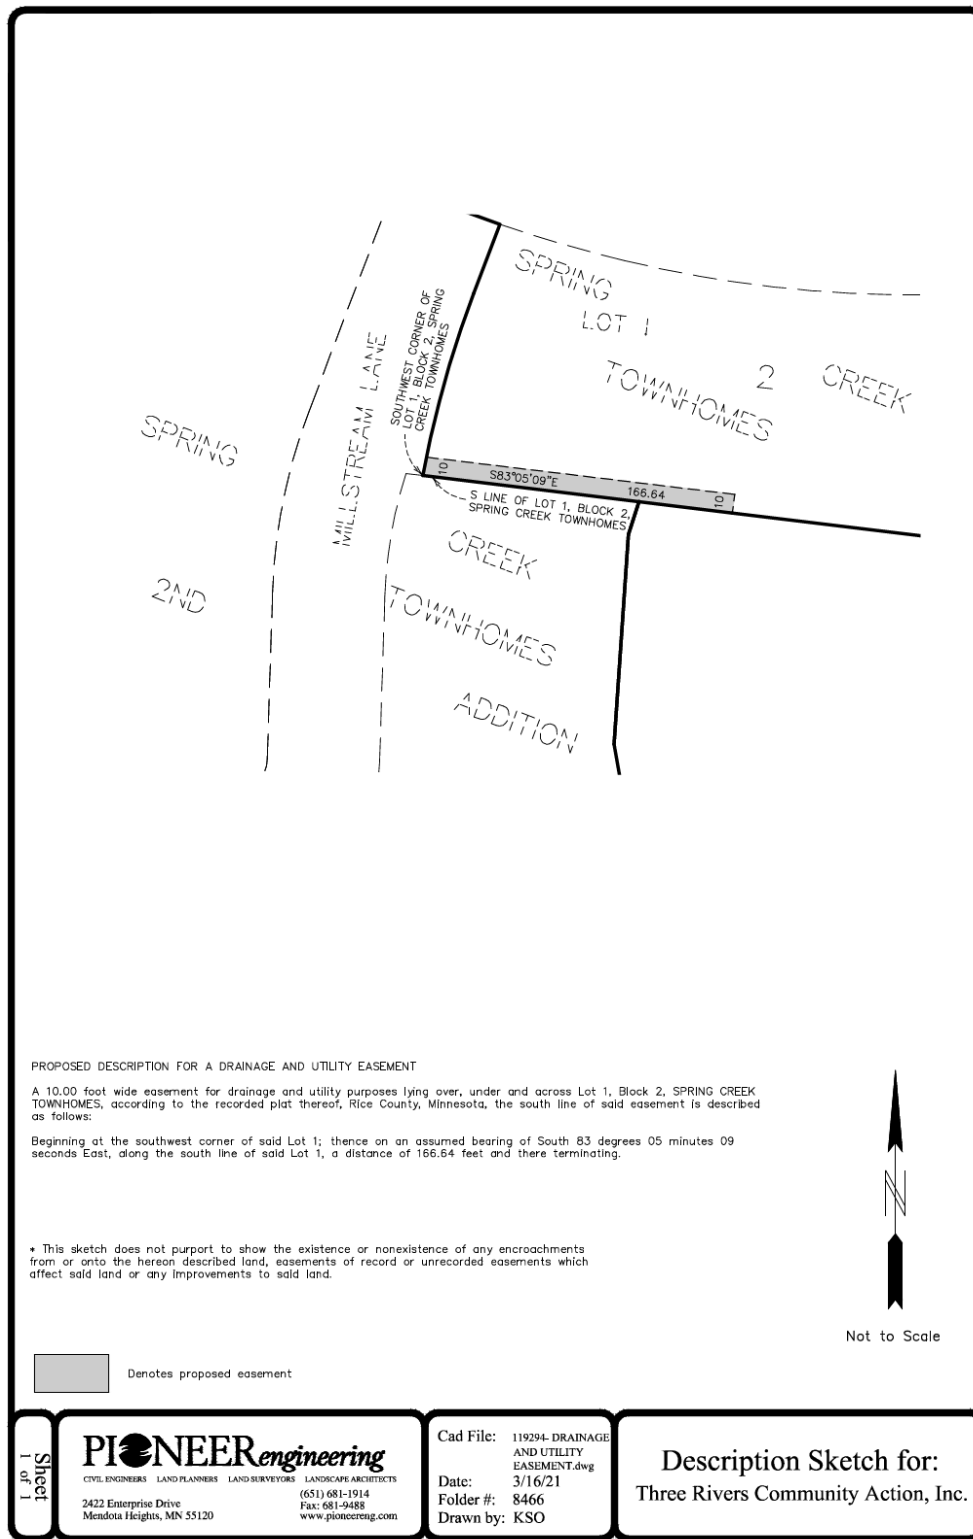 SPRING
LOT 1
TOWNHOMES
2
CREEK
SOUTHWEST CORNER OF
LOT 1, BLOCK 2, SPRING
CREEK TOWNHOMES
MILLSTREAM LANE
SPRING
2ND
10
S83°05'09"E
166.64
10
S LINE OF LOT 1, BLOCK 2,
SPRING CREEK TOWNHOMES
CREEK
TOWNHOMES
ADDITION
PROPOSED DESCRIPTION FOR A DRAINAGE AND UTILITY EASEMENT
A 10.00 foot wide easement for drainage and utility purposes lying over, under and across Lot 1, Block 2, SPRING CREEK
TOWNHOMES, according to the recorded plat thereof, Rice County, Minnesota, the south line of said easement is described
as follows:
Beginning at the southwest corner of said Lot 1; thence on an assumed bearing of South 83 degrees 05 minutes 09
seconds East, along the south line of said Lot 1, a distance of 166.64 feet and there terminating.
* This sketch does not purport to show the existence or nonexistence of any encroachments
from or onto the hereon described land, easements of record or unrecorded easements which
affect said land or any improvements to said land.
N
Not to Scale
Denotes proposed easement
Sheet
1 of 1
PIONEERengineering
CIVIL ENGINEERS LAND PLANNERS LAND SURVEYORS LANDSCAPE ARCHITECTS
2422 Enterprise Drive
Mendota Heights, MN 55120
(651) 681-1914
Fax: 681-9488
www.pioneereng.com
Cad File: 119294- DRAINAGE
AND UTILITY
EASEMENT.dwg
Date: 3/16/21
Folder #: 8466
Drawn by: KSO
Description Sketch for:
Three Rivers Community Action, Inc.